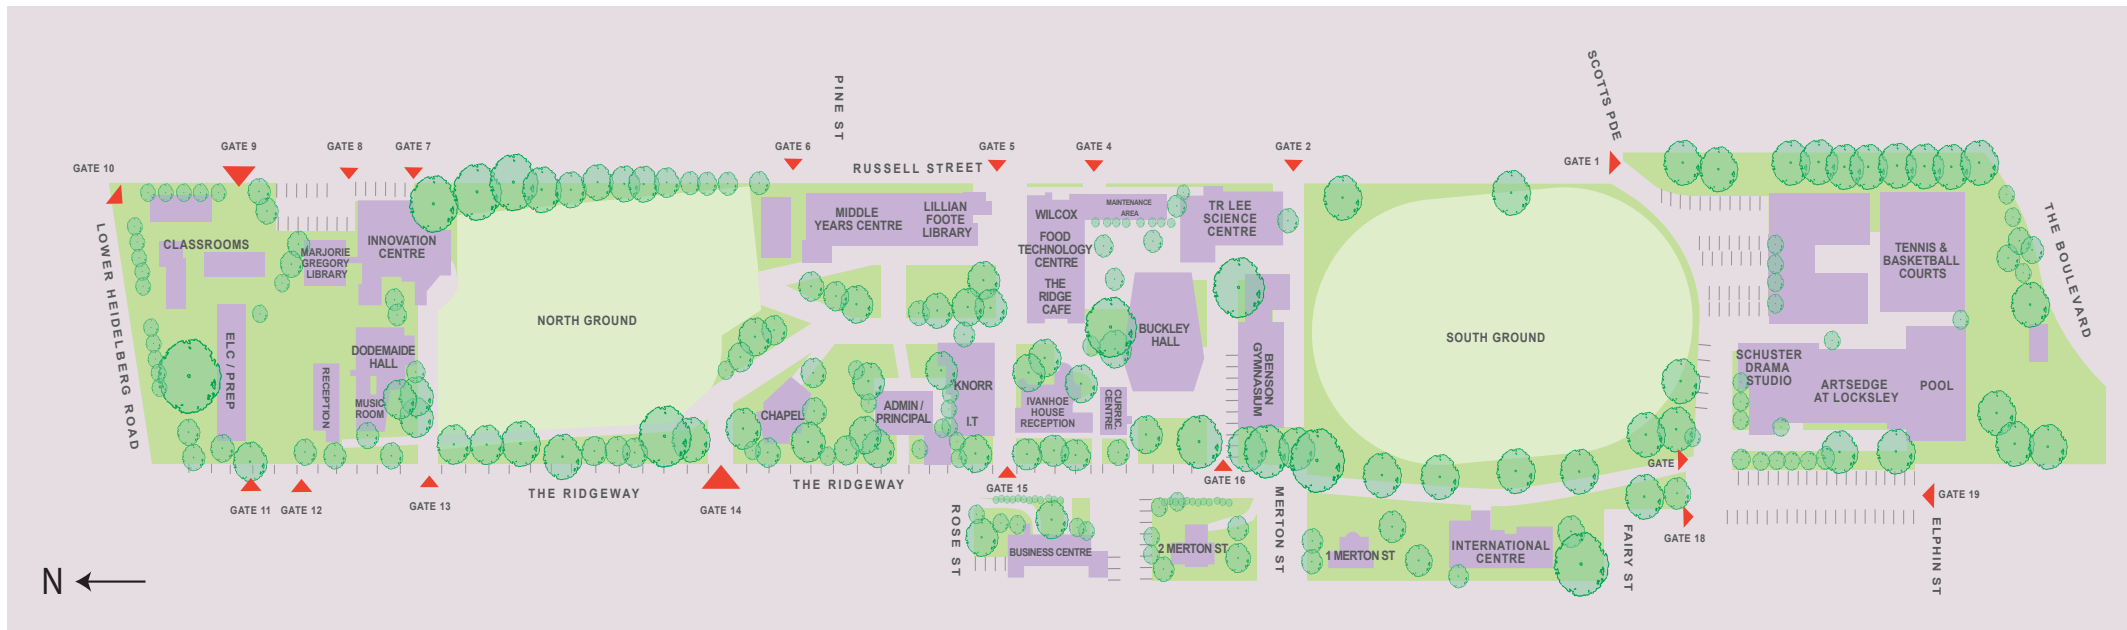 PINE ST
SCOTTS PDE
GATE 10
GATE 9
GATE 8
GATE 7
GATE 6
RUSSELL STREET
GATE 5
GATE 4
GATE 2
GATE 1
LOWER HEIDELBERG ROAD
CLASSROOMS
MARJORIE
GREGORY
LIBRARY
INNOVATION
CENTRE
MIDDLE
YEARS CENTRE
LILLIAN
FOOTE
LIBRARY
WILCOX
FOOD
TECHNOLOGY
CENTRE
THE
RIDGE
CAFE
MAINTENANCE
AREA
TR LEE
SCIENCE
CENTRE
TENNIS &
BASKETBALL
COURTS
THE BOULEVARD
NORTH GROUND
BUCKLEY
HALL
SOUTH GROUND
ELC / PREP
RECEPTION
DODEMAIDE
HALL
MUSIC
ROOM
CHAPEL
ADMIN /
PRINCIPAL
KNORR
I.T
IVANHOE
HOUSE
RECEPTION
CURRIC.
CENTRE
BENSON
GYMNASIUM
SCHUSTER
DRAMA
STUDIO
ARTSEDGE
AT LOCKSLEY
POOL
GATE 11
GATE 12
GATE 13
THE RIDGEWAY
GATE 14
THE RIDGEWAY
GATE 15
GATE 16
GATE
GATE 18
GATE 19
ROSE ST
BUSINESS CENTRE
2 MERTON ST
MERTON ST
1 MERTON ST
INTERNATIONAL
CENTRE
FAIRY ST
ELPHIN ST
N